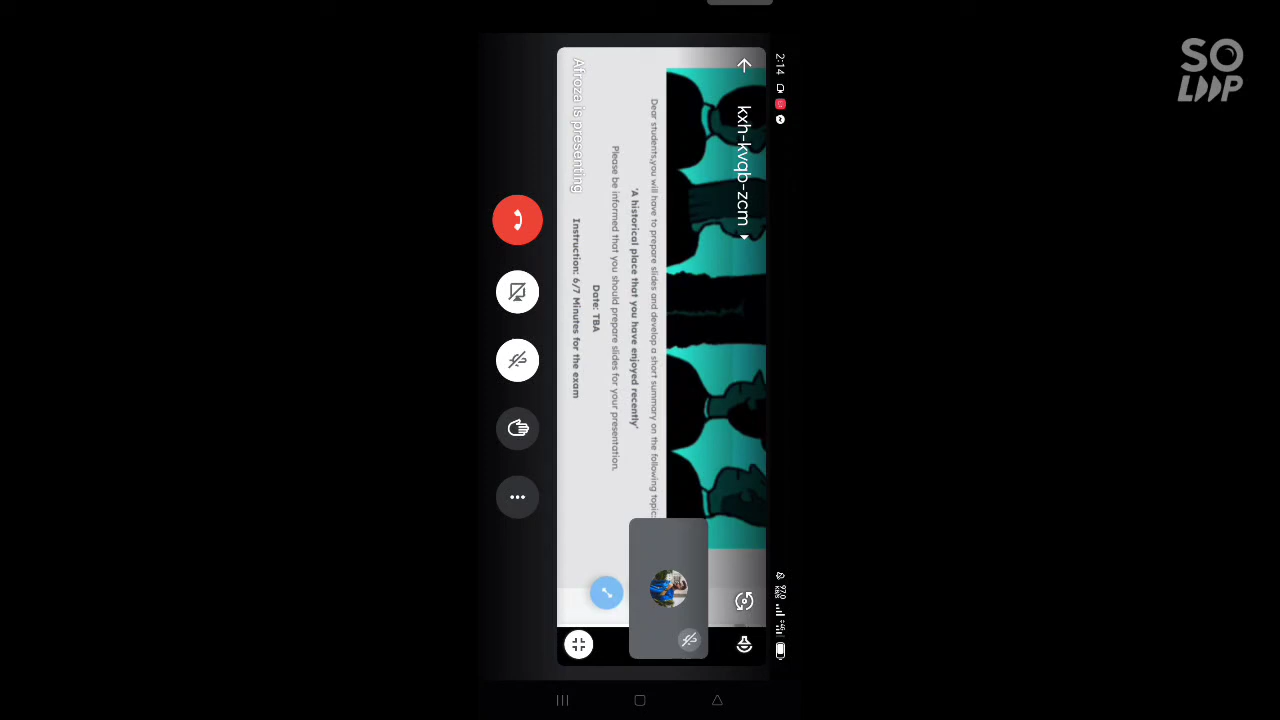 2:14
kxh-kvqb-zcm
Dear students,you will have to prepare slides and develop a short summary on the following topic:
'A historical place that you have enjoyed recently'
Please be informed that you should prepare slides for your presentation.
Date: TBA
Instruction: 6/7 Minutes for the exam
Afroza is presenting
SO
LOOP